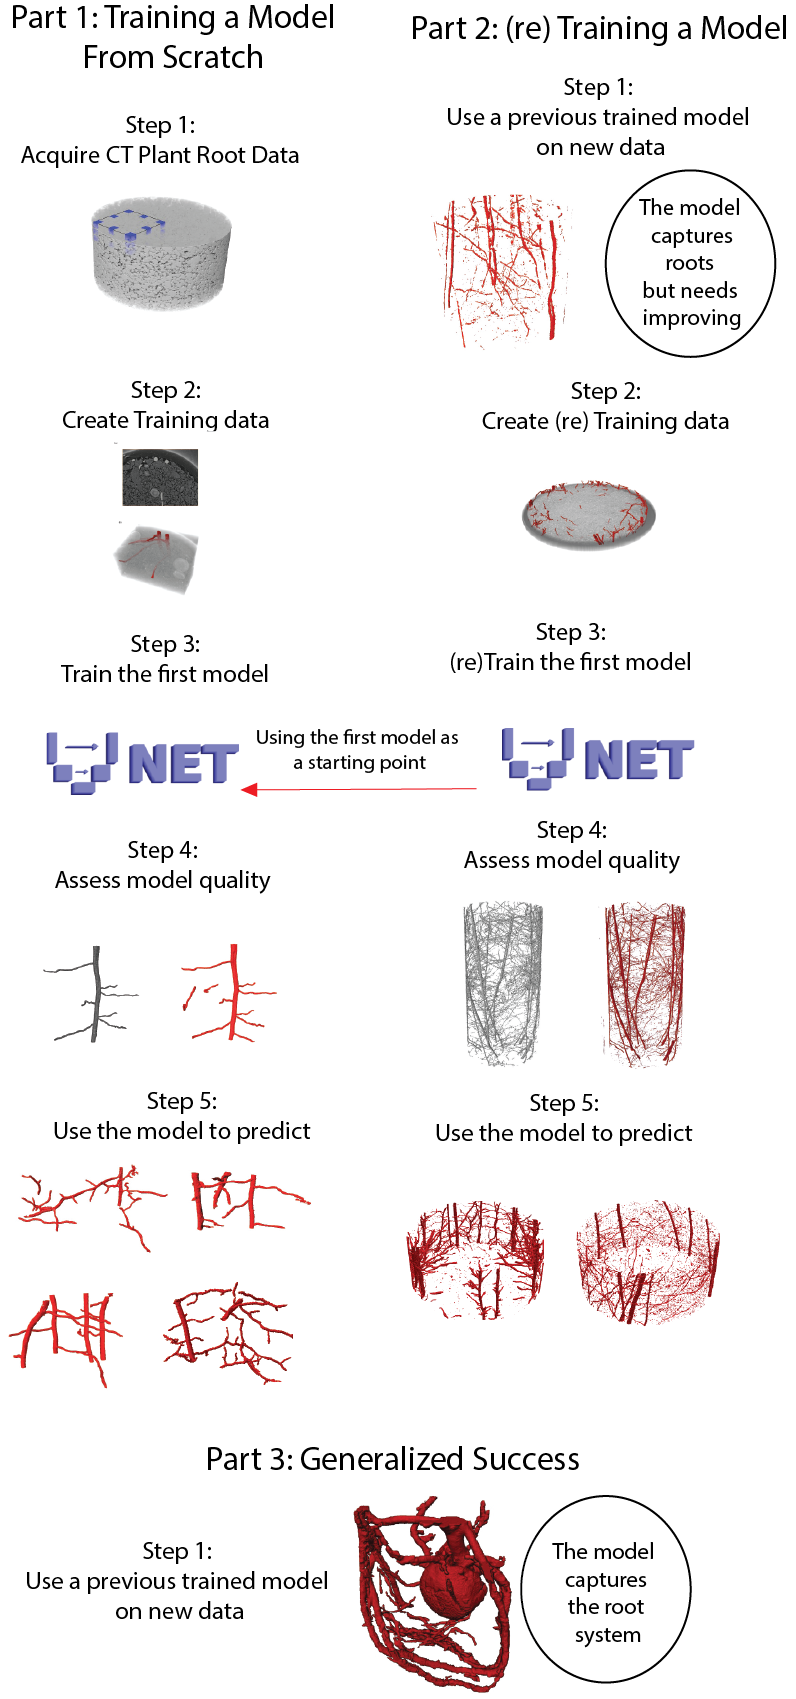 Part 1: Training a Model
From Scratch
Step 1:
Acquire CT Plant Root Data
Step 2:
Create Training data
Step 3:
Train the first model
NET
Step 4:
Assess model quality
Step 5:
Use the model to predict
Part 2: (re) Training a Model
Step 1:
Use a previous trained model
on new data
The model
captures
roots
but needs
improving
Step 2:
Create (re) Training data
Step 3:
(re)Train the first model
Using the first model as
a starting point
NET
Step 4:
Assess model quality
Step 5:
Use the model to predict
Part 3: Generalized Success
Step 1:
Use a previous trained model
on new data
The model
captures
the root
system